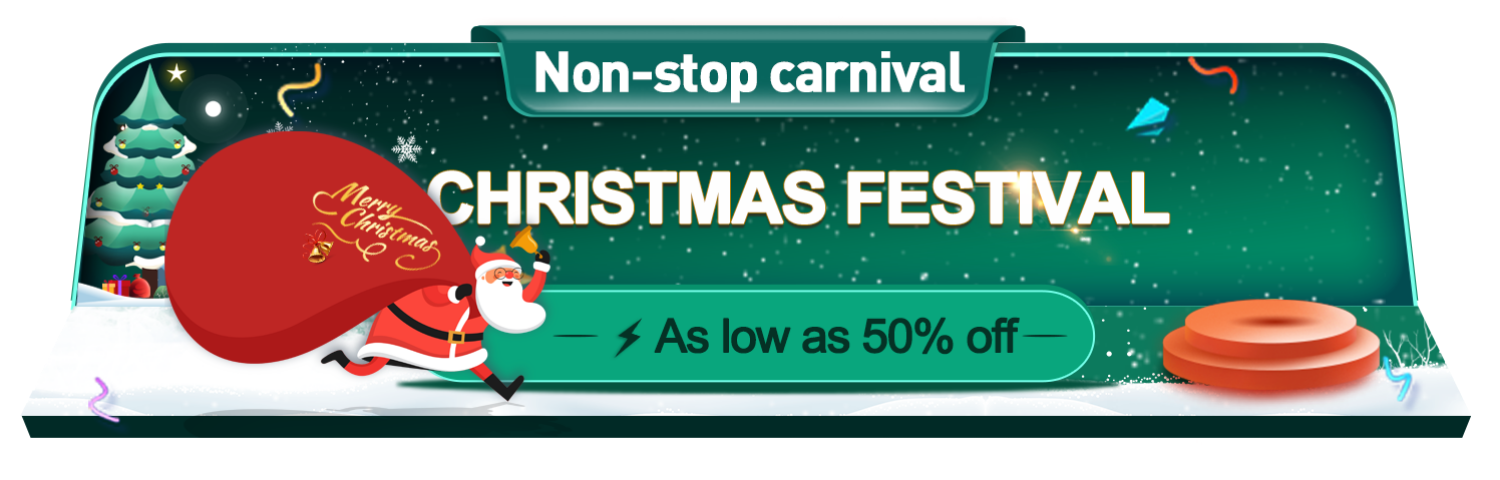 Non-stop carnival
CHRISTMAS FESTIVAL
Merry
Christmas
As low as 50% off